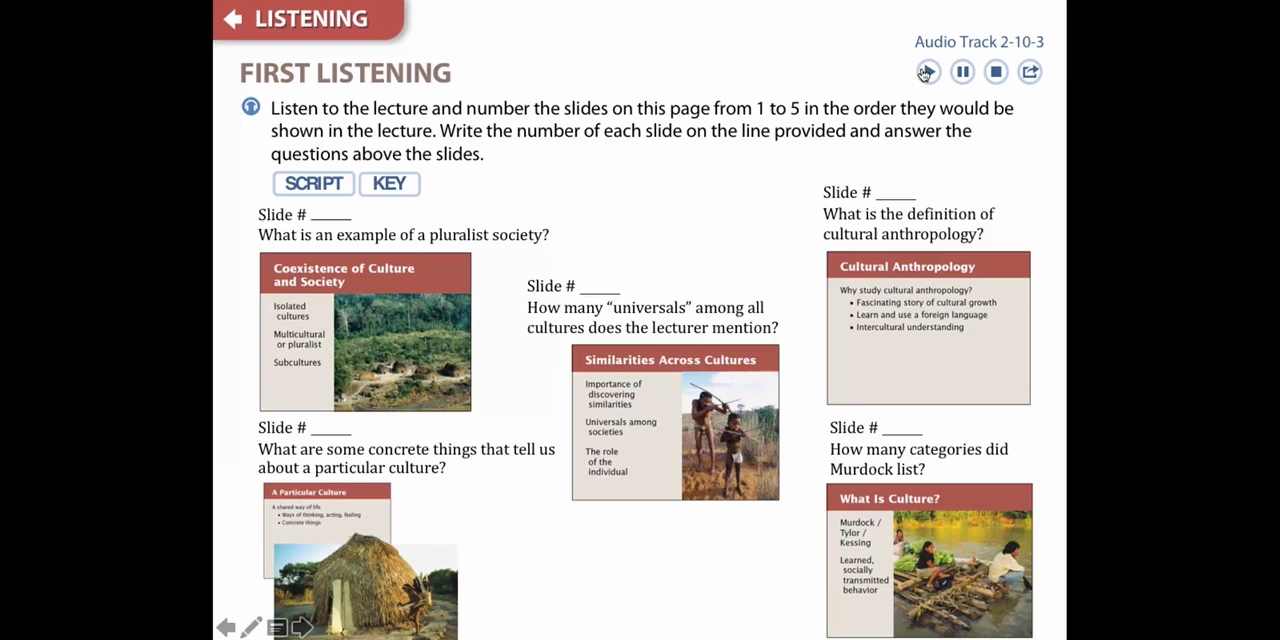 LISTENING
Audio Track 2-10-3
FIRST LISTENING
Listen to the lecture and number the slides on this page from 1 to 5 in the order they would be
shown in the lecture. Write the number of each slide on the line provided and answer the
questions above the slides.
SCRIPT
KEY
Slide # _____
What is an example of a pluralist society?
Coexistence of Culture
and Society
Isolated
cultures
Multicultural
or pluralist
Subcultures
Slide # _____
How many “universals” among all
cultures does the lecturer mention?
Similarities Across Cultures
Importance of
discovering
similarities
Universals among
societies
The role
of the
individual
Slide # _____
What is the definition of
cultural anthropology?
Cultural Anthropology
Why study cultural anthropology?
• Fascinating story of cultural growth
• Learn and use a foreign language
• Intercultural understanding
Slide # _____
What are some concrete things that tell us
about a particular culture?
A Particular Culture
A shared way of life
• Ways of thinking, acting, feeling
• Concrete things
Slide # _____
How many categories did
Murdock list?
What Is Culture?
Murdock /
Tylor /
Kessing
Learned,
socially
transmitted
behavior